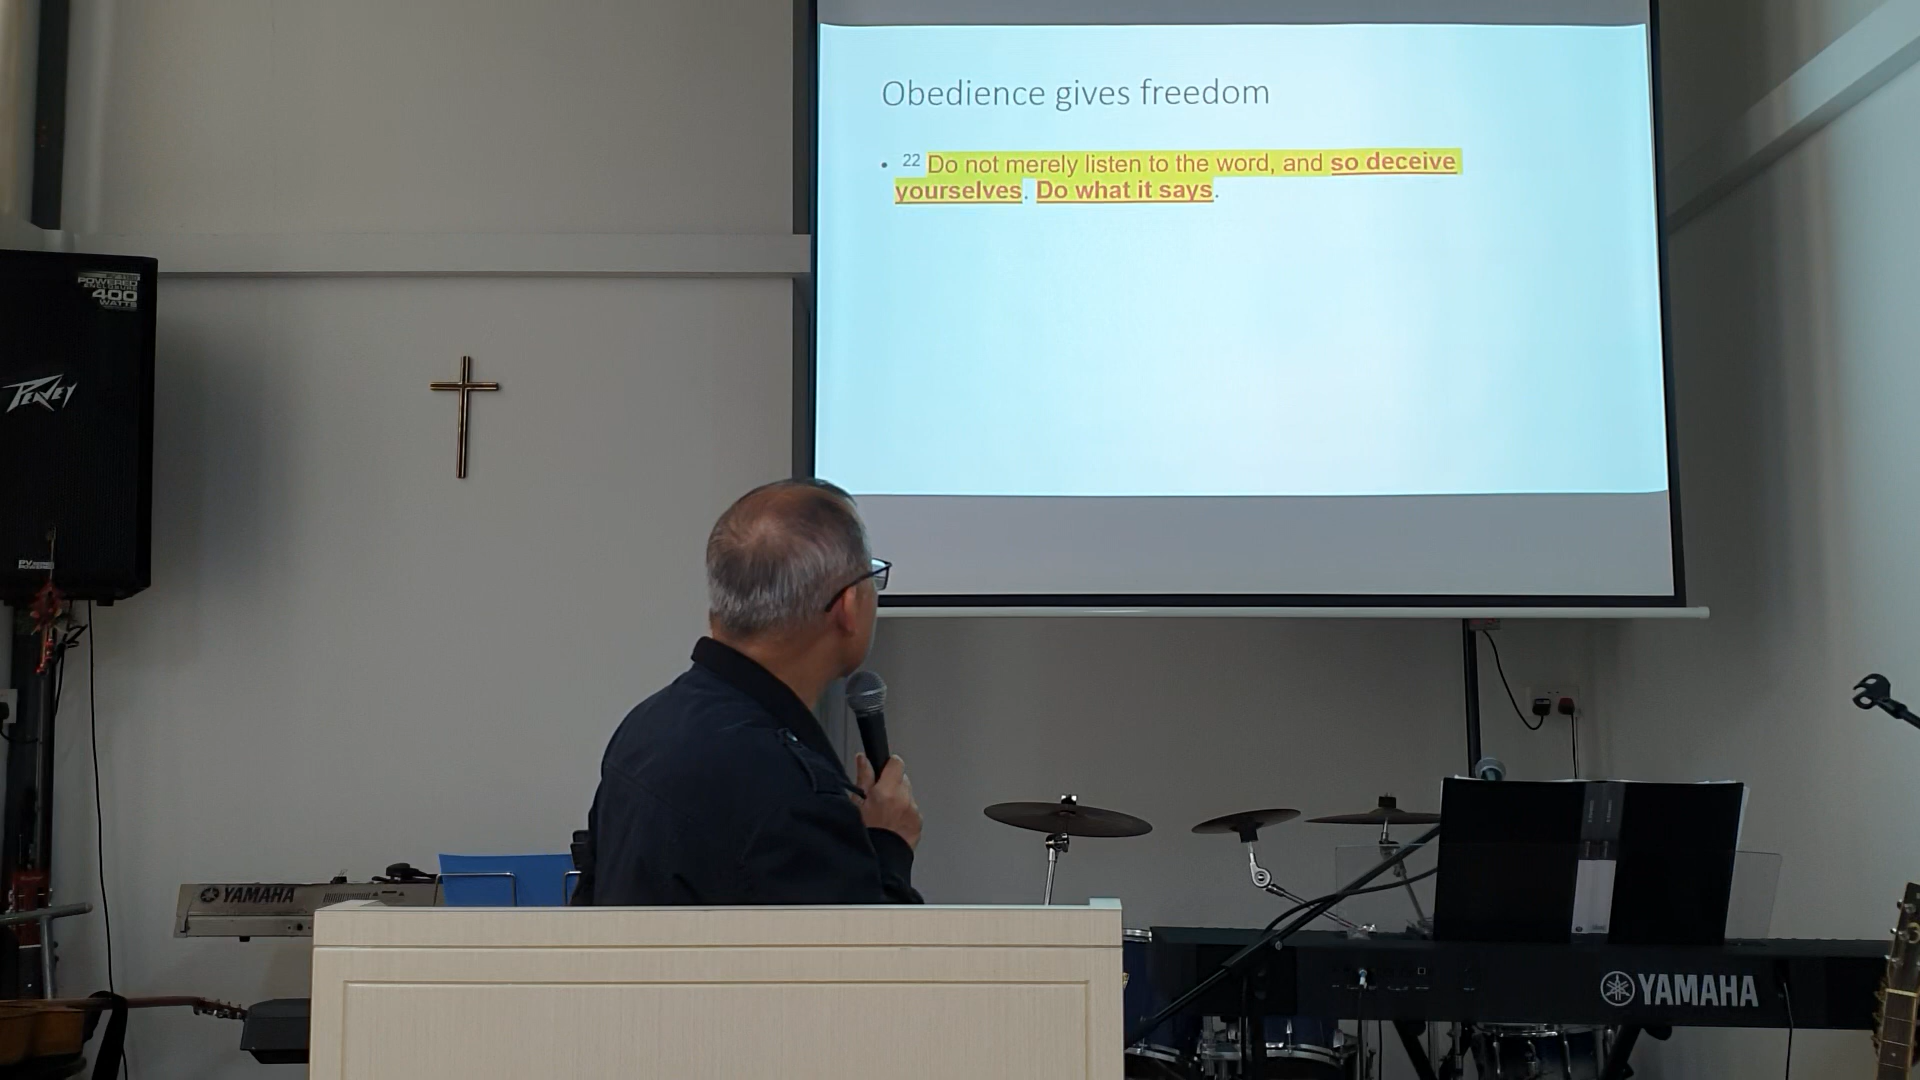 Obedience gives freedom
• 22 Do not merely listen to the word, and so deceive
yourselves. Do what it says.
POWERED
ENCLOSURE
400
WATTS
PEAVEY
YAMAHA
YAMAHA